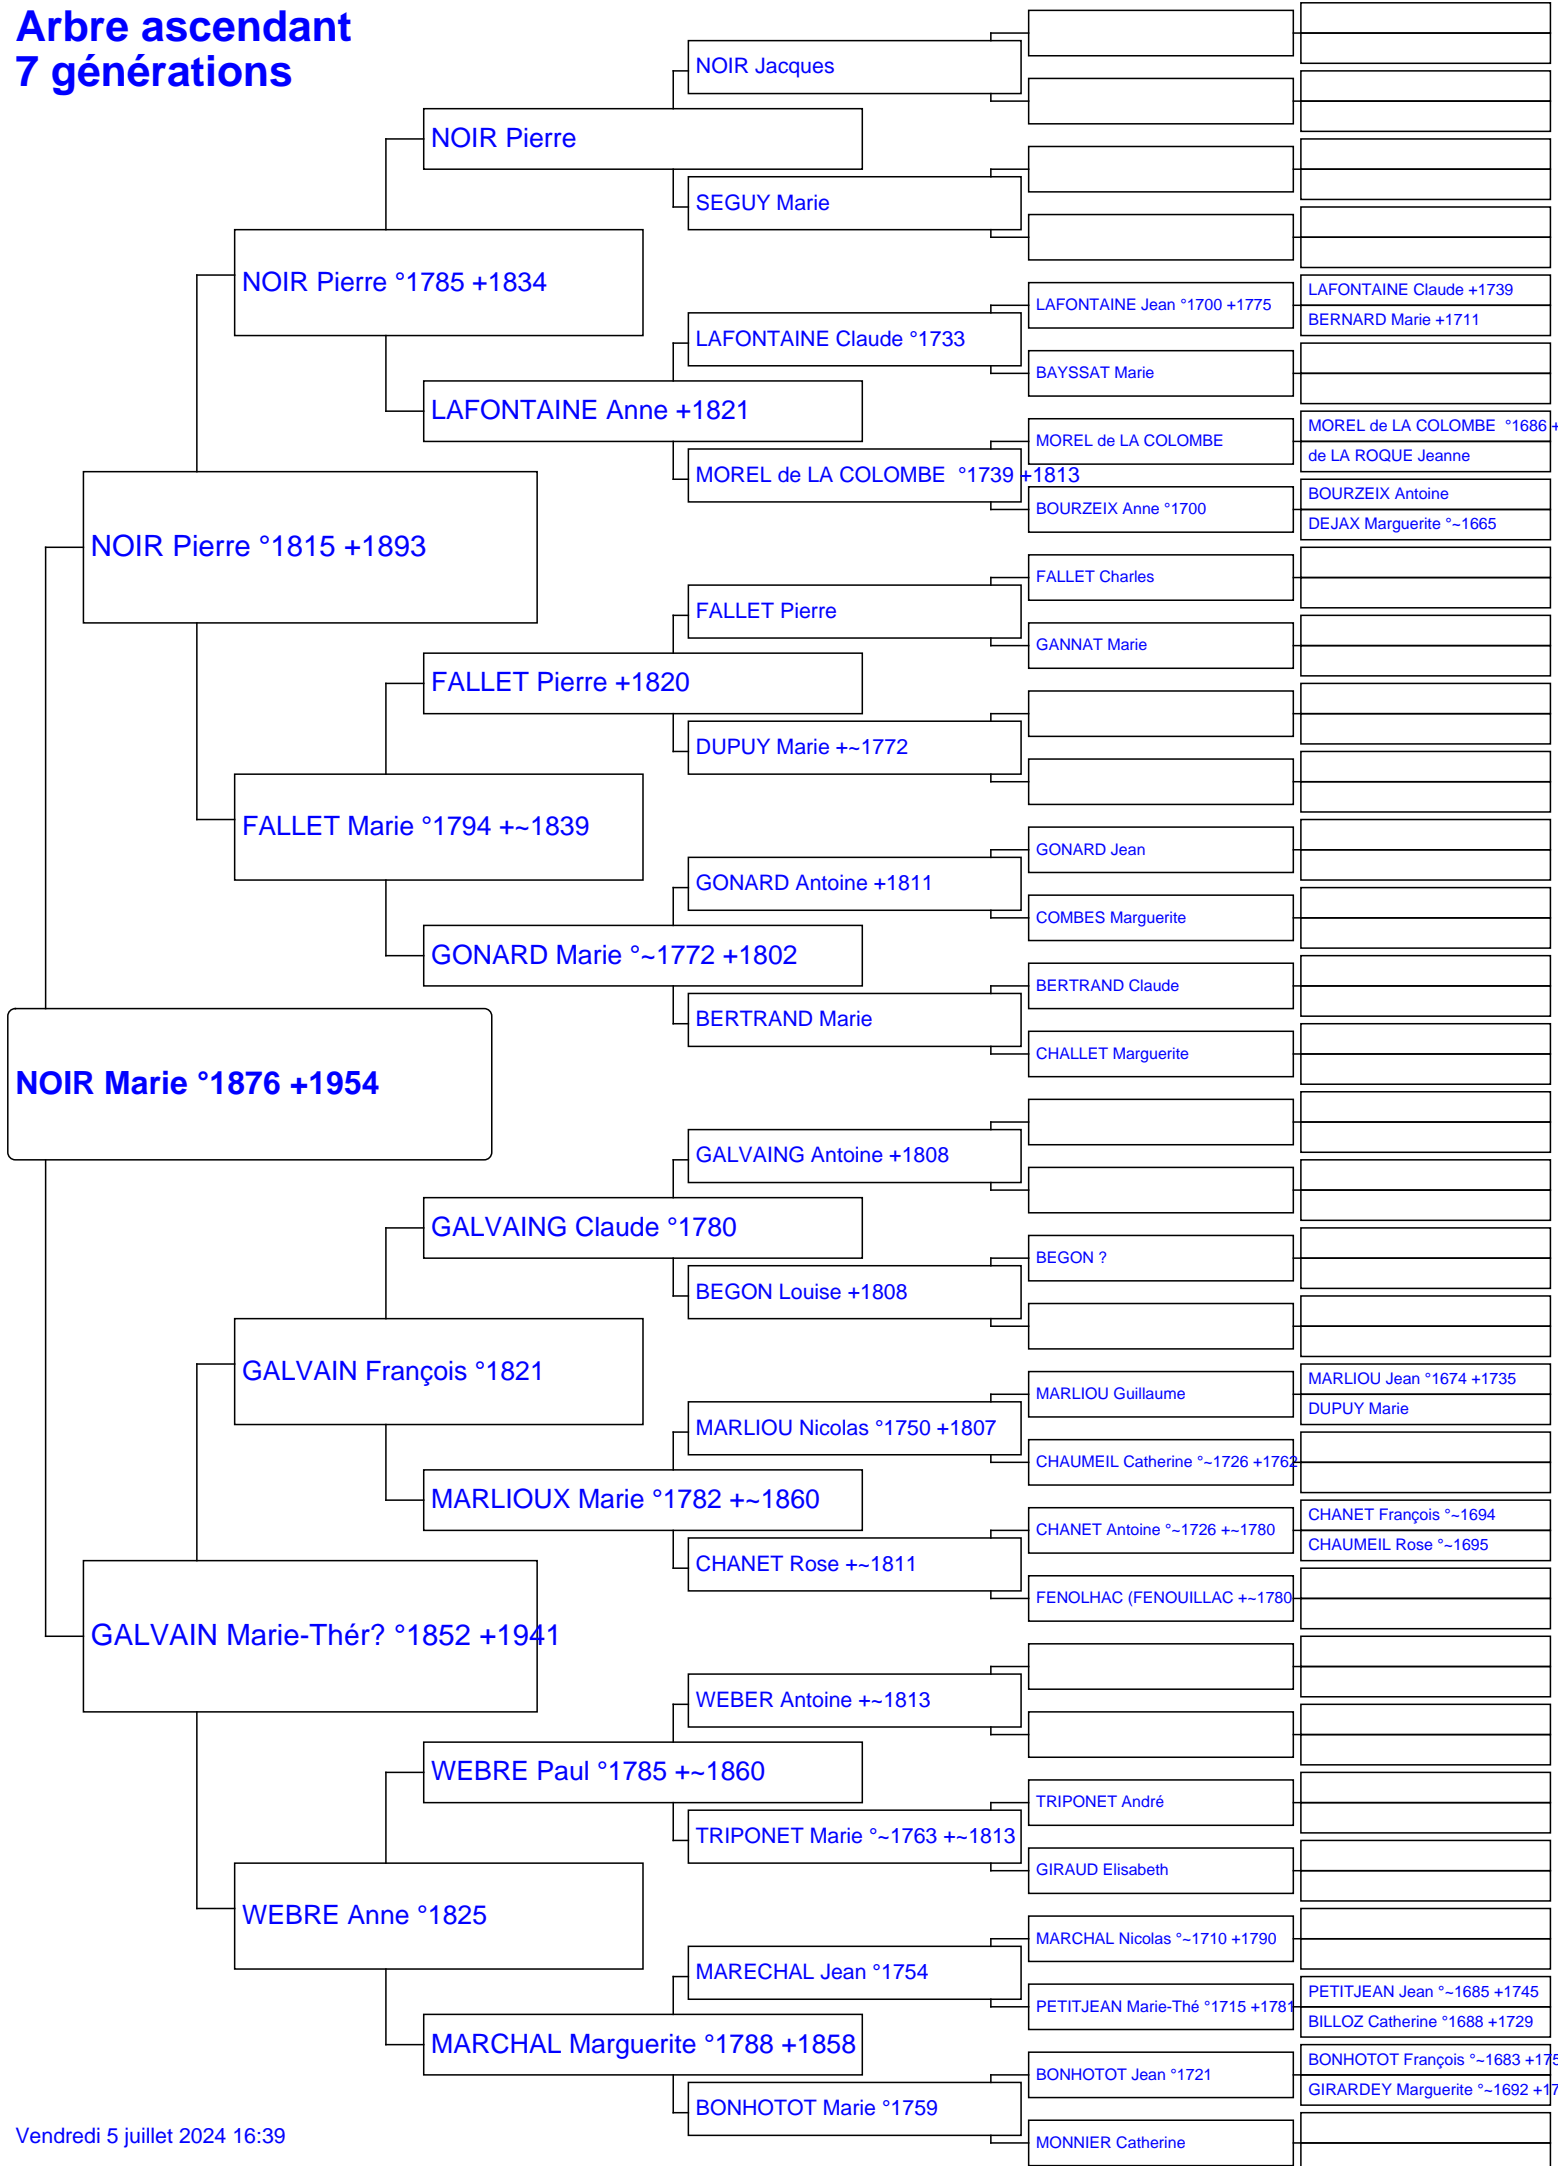 Arbre ascendant
7 générations
NOIR Jacques
NOIR Pierre
SEGUY Marie
NOIR Pierre °1785 +1834
LAFONTAINE Claude +1739
LAFONTAINE Jean °1700 +1775
BERNARD Marie +1711
LAFONTAINE Claude °1733
BAYSSAT Marie
LAFONTAINE Anne +1821
MOREL de LA COLOMBE °1686 +
MOREL de LA COLOMBE
de LA ROQUE Jeanne
MOREL de LA COLOMBE °1739 +1813
BOURZEIX Antoine
BOURZEIX Anne °1700
DEJAX Marguerite °~1665
NOIR Pierre °1815 +1893
FALLET Charles
FALLET Pierre
GANNAT Marie
FALLET Pierre +1820
DUPUY Marie +~1772
FALLET Marie °1794 +~1839
GONARD Jean
GONARD Antoine +1811
COMBES Marguerite
GONARD Marie °~1772 +1802
BERTRAND Claude
BERTRAND Marie
CHALLET Marguerite
NOIR Marie °1876 +1954
GALVAING Antoine +1808
GALVAING Claude °1780
BEGON ?
BEGON Louise +1808
GALVAIN François °1821
MARLIOU Jean °1674 +1735
MARLIOU Guillaume
DUPUY Marie
MARLIOU Nicolas °1750 +1807
CHAUMEIL Catherine °~1726 +1762
MARLIOUX Marie °1782 +~1860
CHANET François °~1694
CHANET Antoine °~1726 +~1780
CHAUMEIL Rose °~1695
CHANET Rose +~1811
FENOLHAC (FENOUILLAC +~1780
GALVAIN Marie-Thér? °1852 +1941
WEBER Antoine +~1813
WEBRE Paul °1785 +~1860
TRIPONET André
TRIPONET Marie °~1763 +~1813
GIRAUD Elisabeth
WEBRE Anne °1825
MARCHAL Nicolas °~1710 +1790
MARECHAL Jean °1754
PETITJEAN Jean °~1685 +1745
PETITJEAN Marie-Thé °1715 +1781
BILLOZ Catherine °1688 +1729
MARCHAL Marguerite °1788 +1858
BONHOTOT François °~1683 +175
BONHOTOT Jean °1721
GIRARDEY Marguerite °~1692 +17
BONHOTOT Marie °1759
MONNIER Catherine
Vendredi 5 juillet 2024 16:39